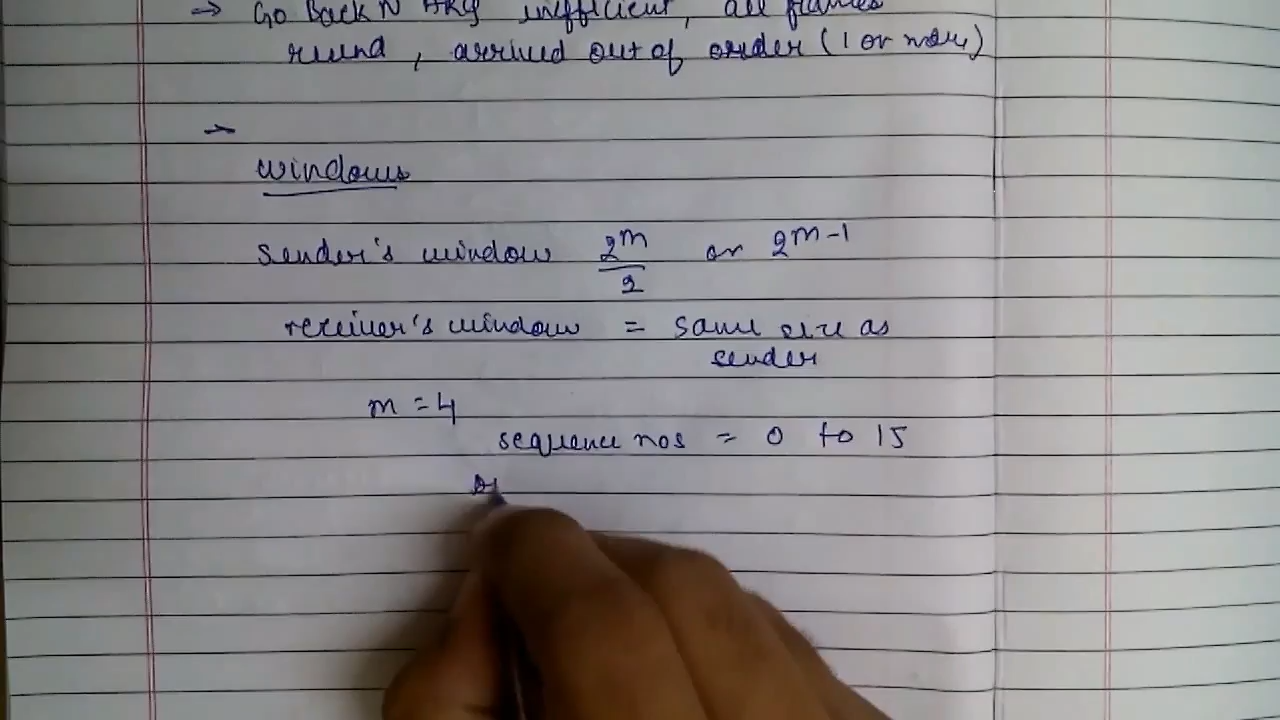 → Go Back N ARQ inefficient, all frames
resend, arrived out of order (1 or more)
→
windows
sender's window 2^m/2 or 2^m-1
receiver's window = same size as
sender
m = 4
sequence nos = 0 to 15